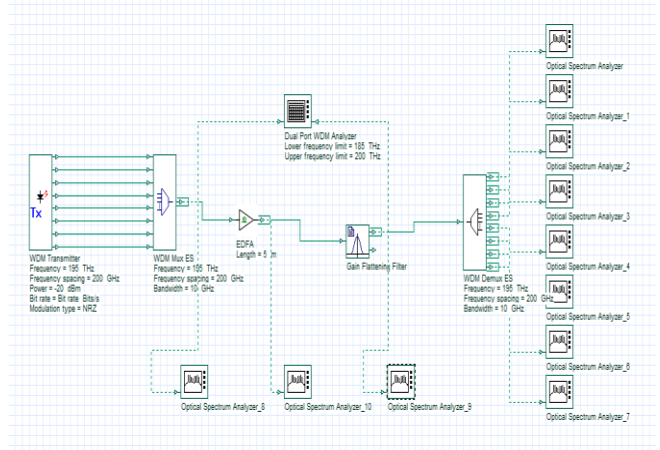 Optical Spectrum Analyzer
Optical Spectrum Analyzer_1
Optical Spectrum Analyzer_2
Optical Spectrum Analyzer_3
Optical Spectrum Analyzer_4
Optical Spectrum Analyzer_5
Optical Spectrum Analyzer_6
Optical Spectrum Analyzer_7
Dual Port WDM Analyzer
Lower frequency limit = 185 THz
Upper frequency limit = 200 THz
Tx
WDM Transmitter
Frequency = 195 THz
Frequency spacing = 200 GHz
Power = -20 dBm
Bit rate = Bit rate Bits/s
Modulation type = NRZ
WDM Mux ES
Frequency = 195 THz
Frequency spacing = 200 GHz
Bandwidth = 10 GHz
EDFA
Length = 5 m
Gain Flattening Filter
WDM Demux ES
Frequency = 195 THz
Frequency spacing = 200 GHz
Bandwidth = 10 GHz
Optical Spectrum Analyzer_8
Optical Spectrum Analyzer_10
Optical Spectrum Analyzer_9